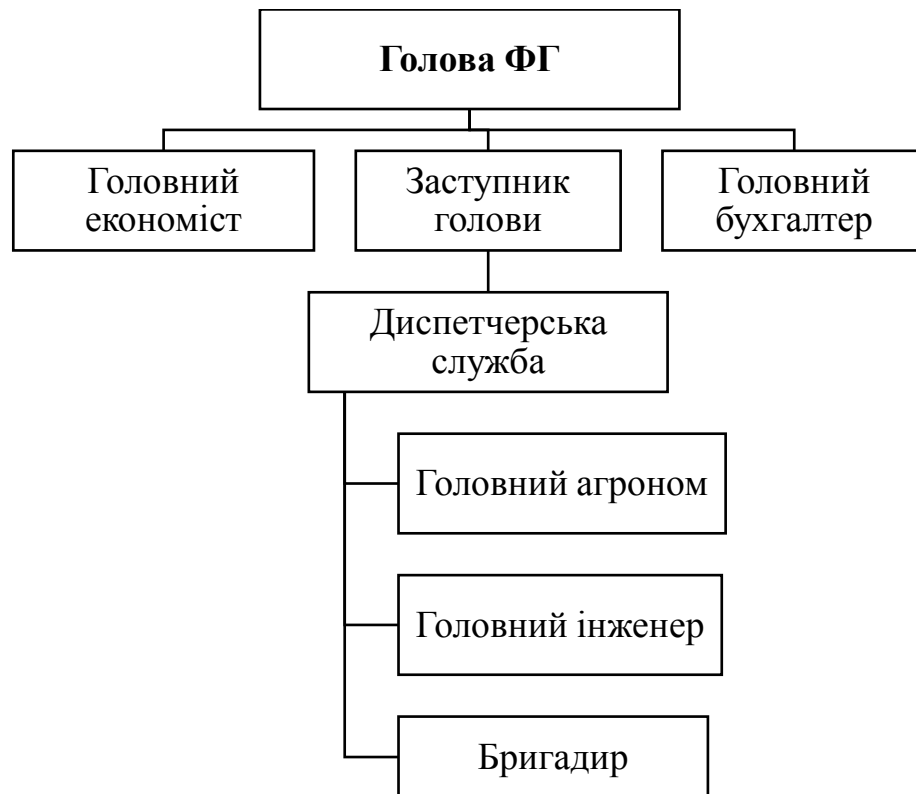 Голова ФГ
Головний
економіст
Заступник
голови
Головний
бухгалтер
Диспетчерська
служба
Головний агроном
Головний інженер
Бригадир